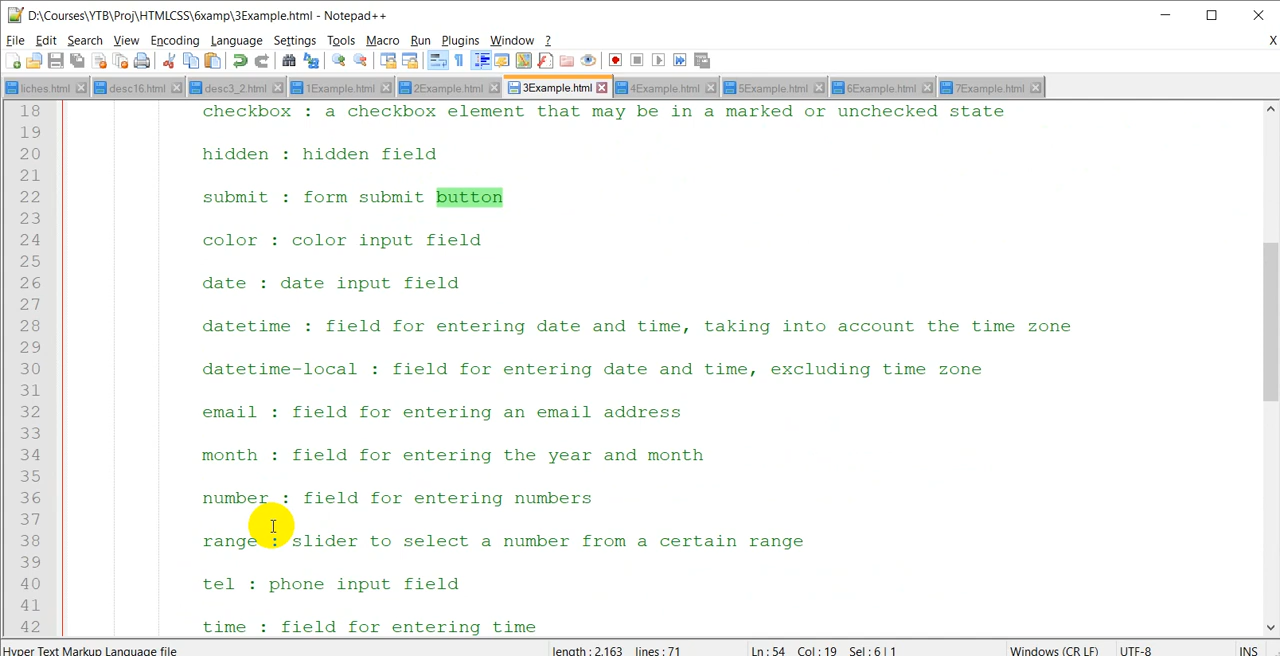 D:\Courses\YTB\Proj\HTMLCSS\6xamp\3Example.html - Notepad++
File Edit Search View Encoding Language Settings Tools Macro Run Plugins Window ? X
liches.html desc16.html desc3_2.html 1Example.html 2Example.html 3Example.html 4Example.html 5Example.html 6Example.html 7Example.html
18 checkbox : a checkbox element that may be in a marked or unchecked state
19
20 hidden : hidden field
21
22 submit : form submit button
23
24 color : color input field
25
26 date : date input field
27
28 datetime : field for entering date and time, taking into account the time zone
29
30 datetime-local : field for entering date and time, excluding time zone
31
32 email : field for entering an email address
33
34 month : field for entering the year and month
35
36 number : field for entering numbers
37
38 range : slider to select a number from a certain range
39
40 tel : phone input field
41
42 time : field for entering time
Hyper Text Markup Language file length : 2,163 lines : 71 Ln : 54 Col : 19 Sel : 6 | 1 Windows (CR LF) UTF-8 INS